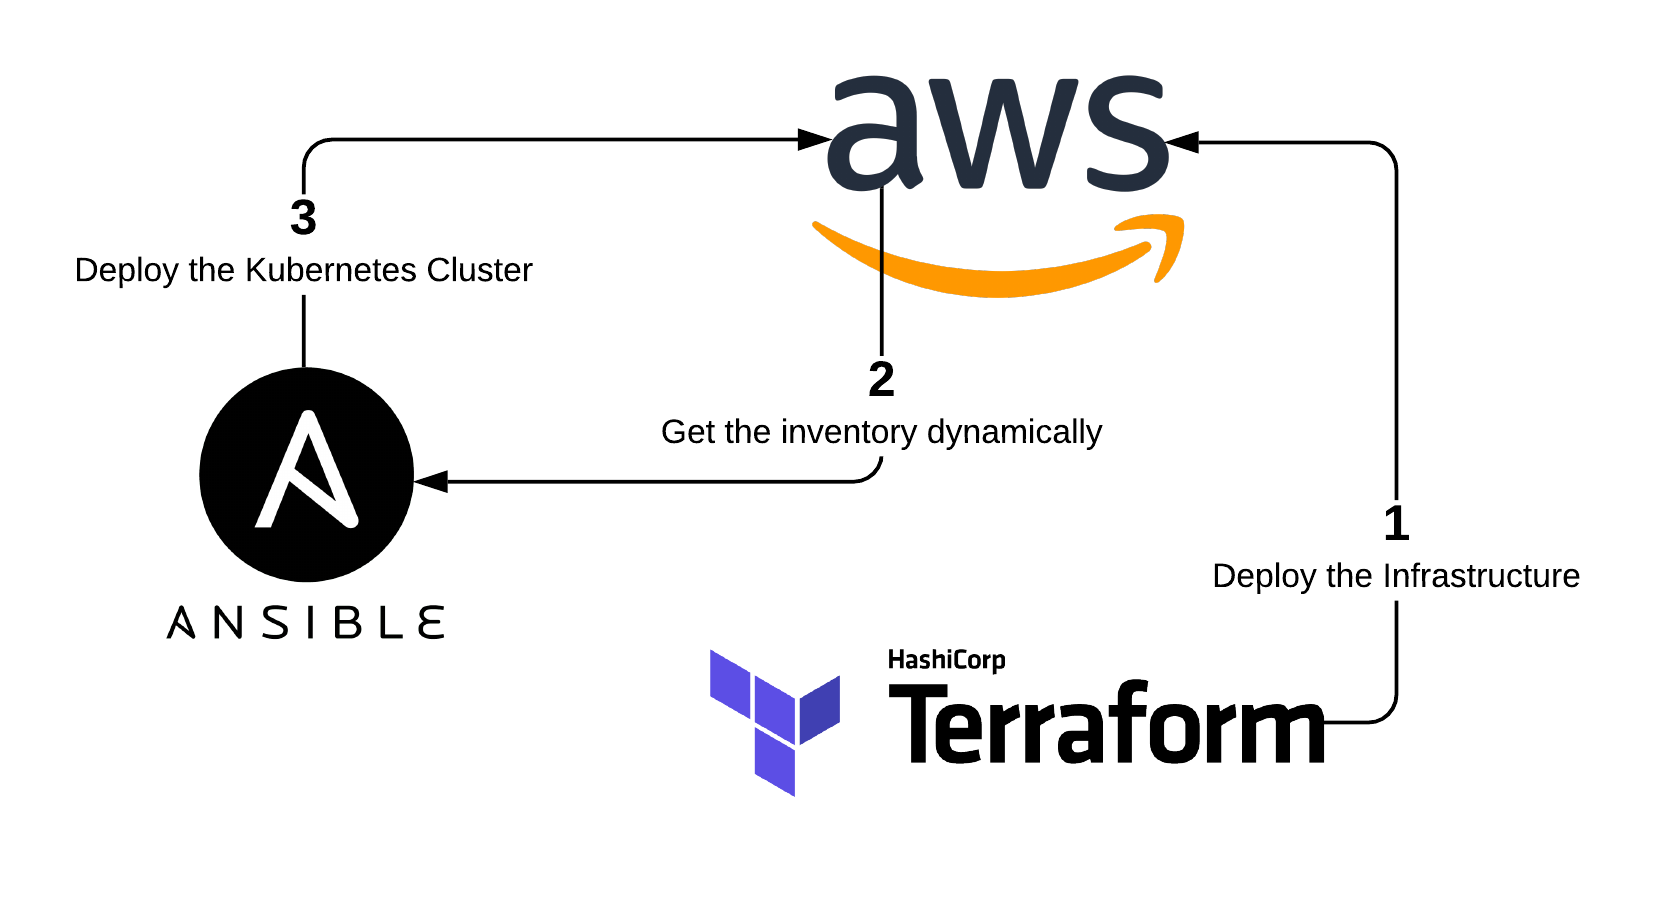 aws
3
Deploy the Kubernetes Cluster
2
Get the inventory dynamically
1
Deploy the Infrastructure
ANSIBLE
HashiCorp
Terraform